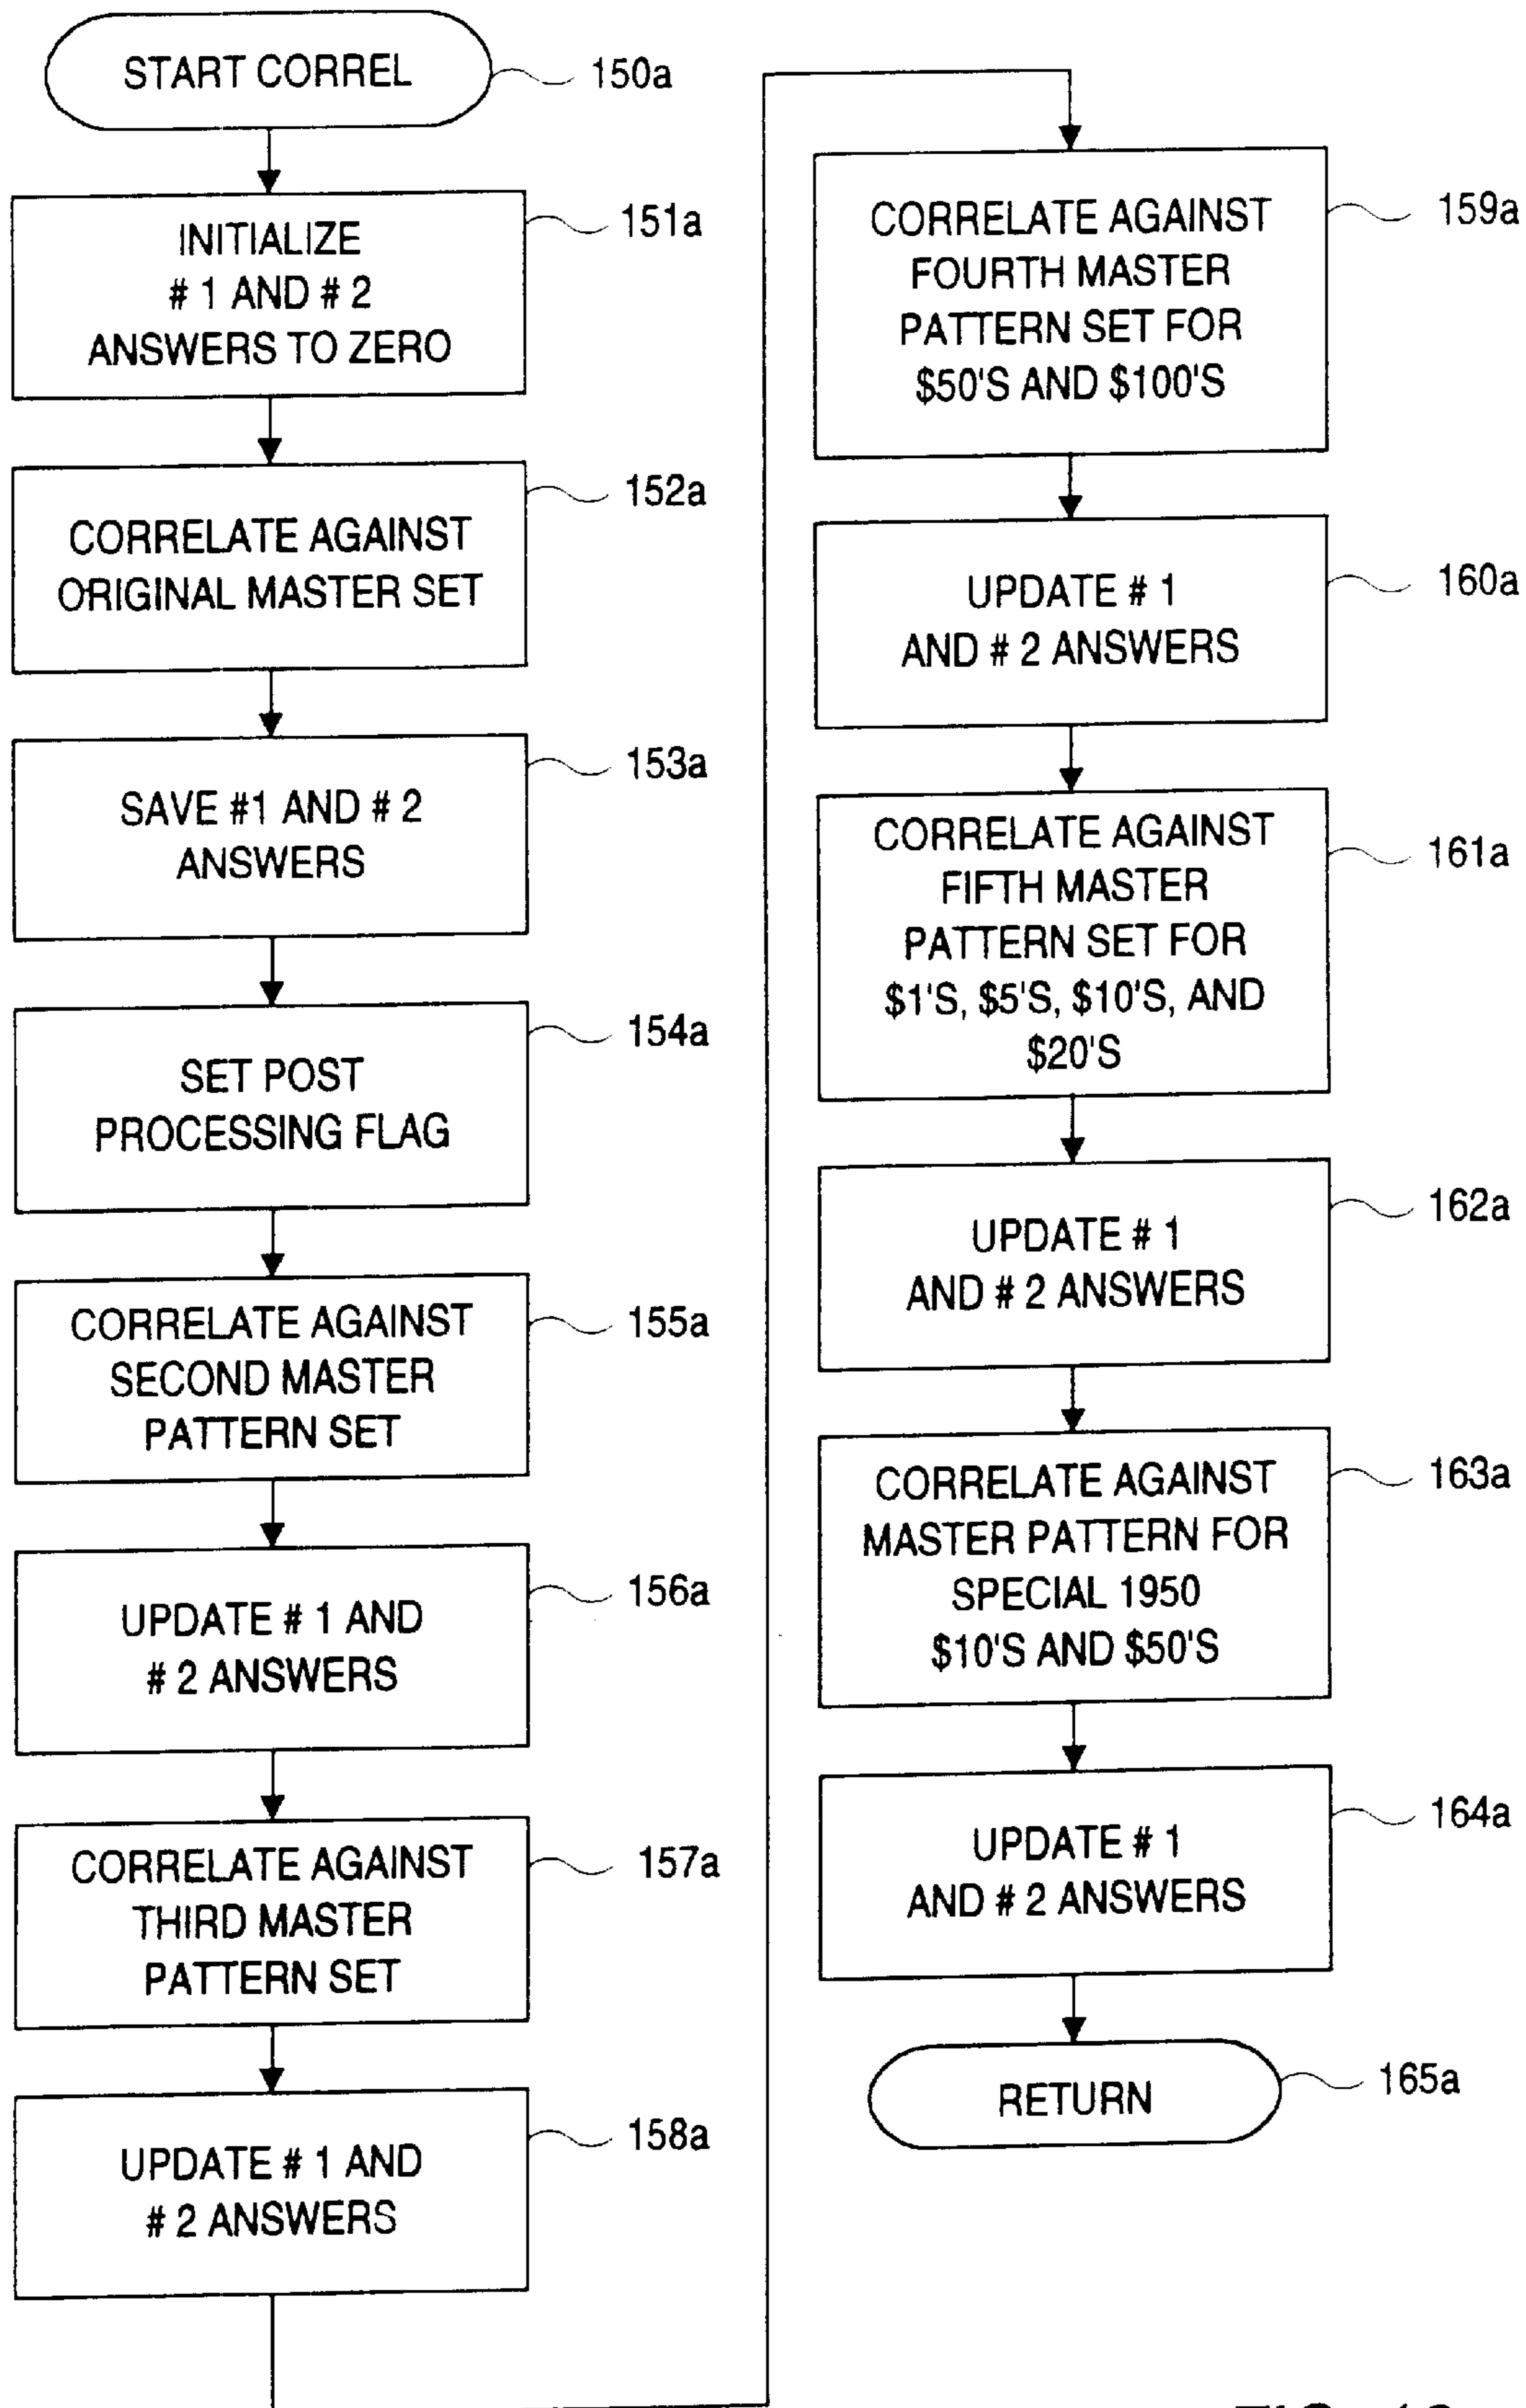 START CORREL
150a
INITIALIZE
# 1 AND # 2
ANSWERS TO ZERO
151a
CORRELATE AGAINST
ORIGINAL MASTER SET
152a
SAVE #1 AND # 2
ANSWERS
153a
SET POST
PROCESSING FLAG
154a
CORRELATE AGAINST
SECOND MASTER
PATTERN SET
155a
UPDATE # 1 AND
# 2 ANSWERS
156a
CORRELATE AGAINST
THIRD MASTER
PATTERN SET
157a
UPDATE # 1 AND
# 2 ANSWERS
158a
CORRELATE AGAINST
FOURTH MASTER
PATTERN SET FOR
$50'S AND $100'S
159a
UPDATE # 1
AND # 2 ANSWERS
160a
CORRELATE AGAINST
FIFTH MASTER
PATTERN SET FOR
$1'S, $5'S, $10'S, AND
$20'S
161a
UPDATE # 1
AND # 2 ANSWERS
162a
CORRELATE AGAINST
MASTER PATTERN FOR
SPECIAL 1950
$10'S AND $50'S
163a
UPDATE # 1
AND # 2 ANSWERS
164a
RETURN
165a